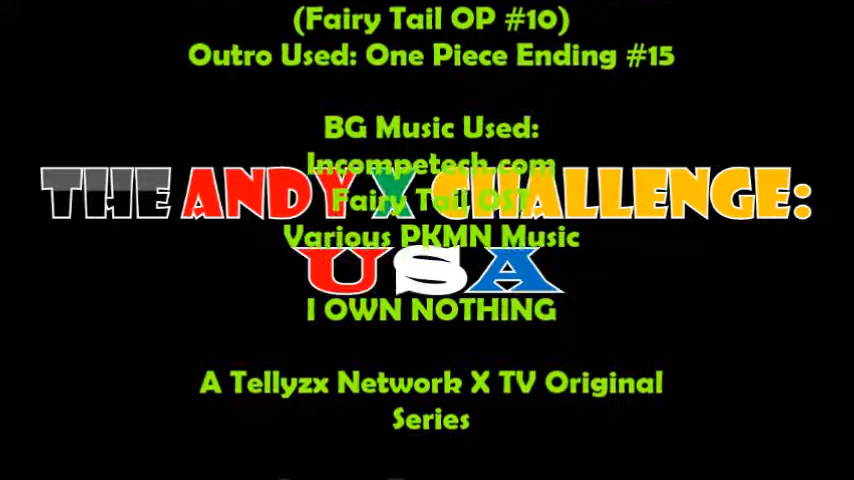 (Fairy Tail OP #10)
Outro Used: One Piece Ending #15
BG Music Used:
Incompetech.com
THE ANDY X CHALLENGE:
Fairy Tail OST
Various PKMN Music
USA
I OWN NOTHING
A Tellyzx Network X TV Original
Series